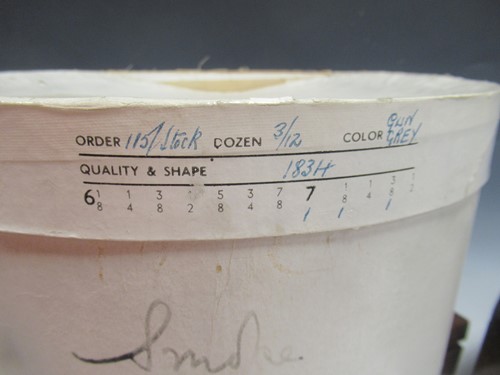 ORDER 115/Stock DOZEN 3/12 COLOR GUN GREY
QUALITY & SHAPE 1834
6 1/8 1/4 3/8 1/2 5/8 3/4 7/8 7 1/8 1/4 3/8 1/2
1 1 1
Smoke